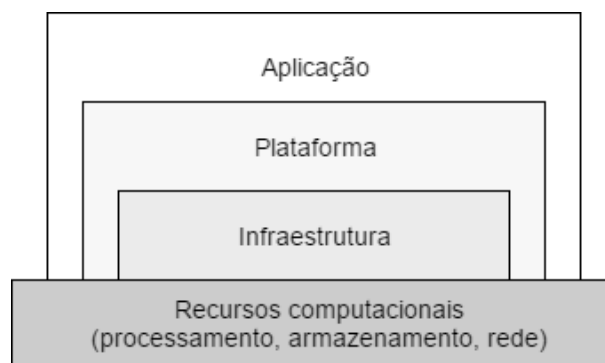 Aplicação
Plataforma
Infraestrutura
Recursos computacionais
(processamento, armazenamento, rede)